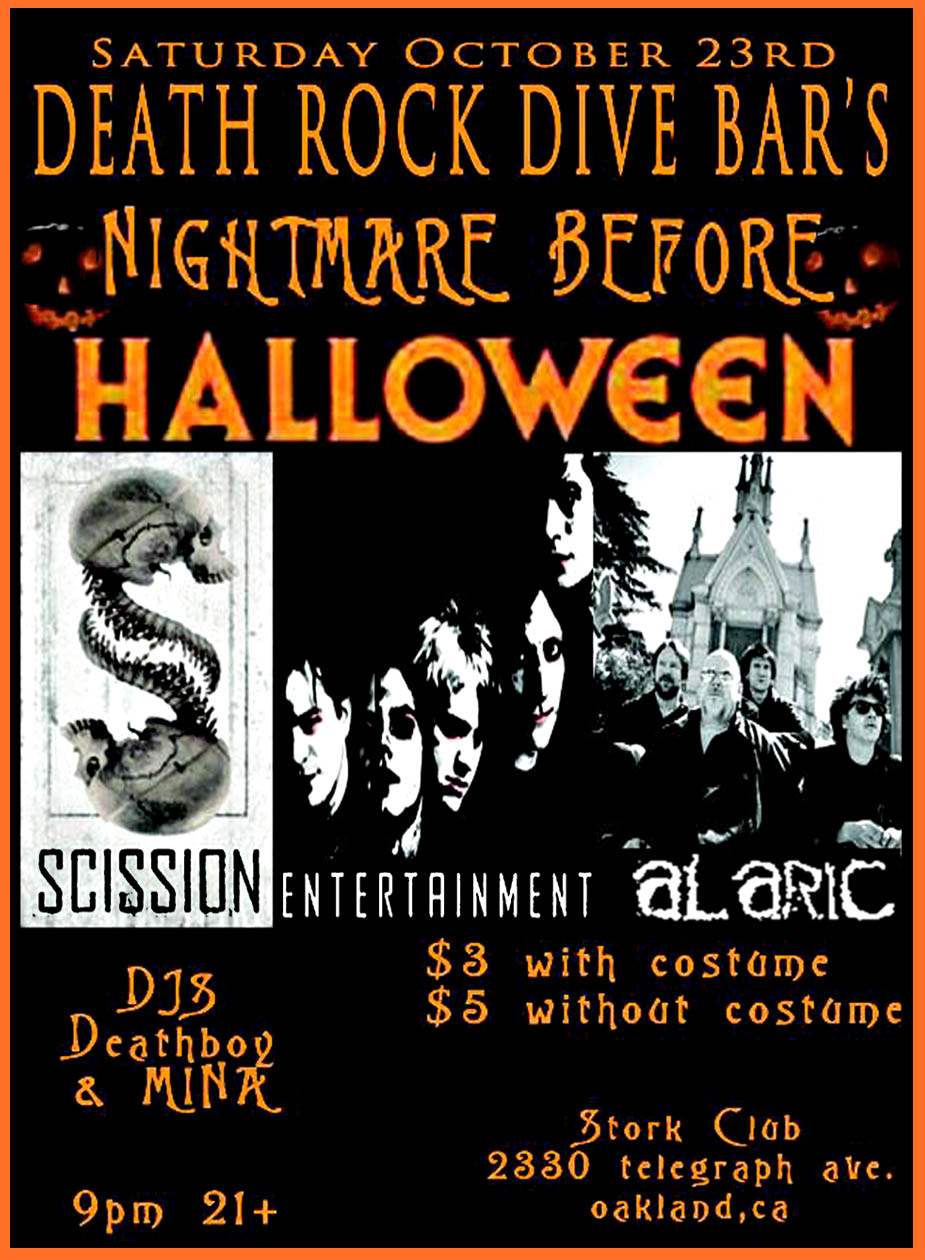 Saturday October 23rd
DEATH ROCK DIVE BAR'S
NIGHTMARE BEFORE
HALLOWEEN
SCISSION
ENTERTAINMENT
aLaRIC
$3 with costume
$5 without costume
DJS
Deathboy
& MINA
9pm 21+
Stork Club
2330 telegraph ave.
oakland,ca